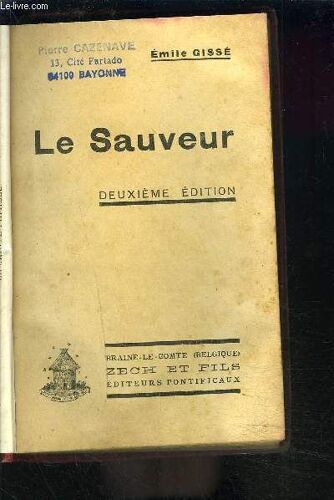 le-livre.com
Pierre CAZENAVE
13, Cité Parlado
64100 BAYONNE
Émile GISSÉ
Le Sauveur
DEUXIÈME ÉDITION
BRAINE-LE-COMTE (BELGIQUE)
ZECH ET FILS
ÉDITEURS PONTIFICAUX